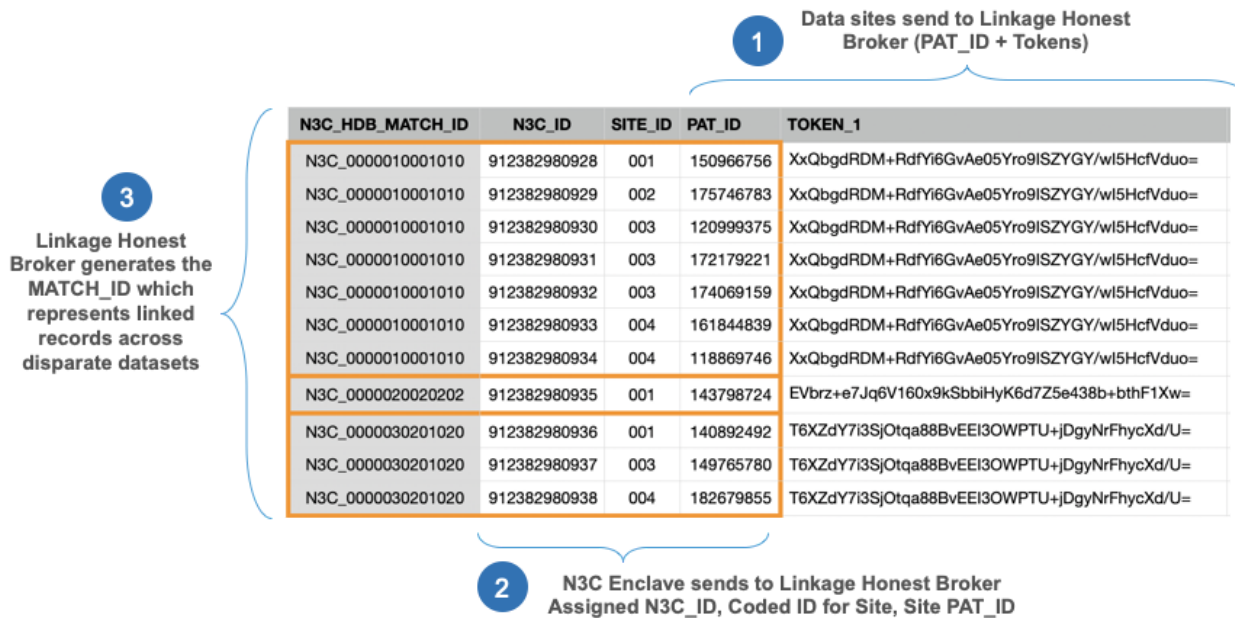 1
Data sites send to Linkage Honest
Broker (PAT_ID + Tokens)
N3C_HDB_MATCH_ID N3C_ID SITE_ID PAT_ID TOKEN_1
N3C_0000010001010 912382980928 001 150966756 XxQbgdRDM+RdfYi6GvAe05Yro9ISZYGY/wI5HcfVduo=
N3C_0000010001010 912382980929 002 175746783 XxQbgdRDM+RdfYi6GvAe05Yro9ISZYGY/wI5HcfVduo=
N3C_0000010001010 912382980930 003 120999375 XxQbgdRDM+RdfYi6GvAe05Yro9ISZYGY/wI5HcfVduo=
N3C_0000010001010 912382980931 003 172179221 XxQbgdRDM+RdfYi6GvAe05Yro9ISZYGY/wI5HcfVduo=
N3C_0000010001010 912382980932 003 174069159 XxQbgdRDM+RdfYi6GvAe05Yro9ISZYGY/wI5HcfVduo=
N3C_0000010001010 912382980933 004 161844839 XxQbgdRDM+RdfYi6GvAe05Yro9ISZYGY/wI5HcfVduo=
N3C_0000010001010 912382980934 004 118869746 XxQbgdRDM+RdfYi6GvAe05Yro9ISZYGY/wI5HcfVduo=
N3C_0000020020202 912382980935 001 143798724 EVbrz+e7Jq6V160x9kSbbiHyK6d7Z5e438b+bthF1Xw=
N3C_0000030201020 912382980936 001 140892492 T6XZdY7i3SjOtqa88BvEEI3OWPTU+jDgyNrFhycXd/U=
N3C_0000030201020 912382980937 003 149765780 T6XZdY7i3SjOtqa88BvEEI3OWPTU+jDgyNrFhycXd/U=
N3C_0000030201020 912382980938 004 182679855 T6XZdY7i3SjOtqa88BvEEI3OWPTU+jDgyNrFhycXd/U=
3
Linkage Honest
Broker generates the
MATCH_ID which
represents linked
records across
disparate datasets
2
N3C Enclave sends to Linkage Honest Broker
Assigned N3C_ID, Coded ID for Site, Site PAT_ID